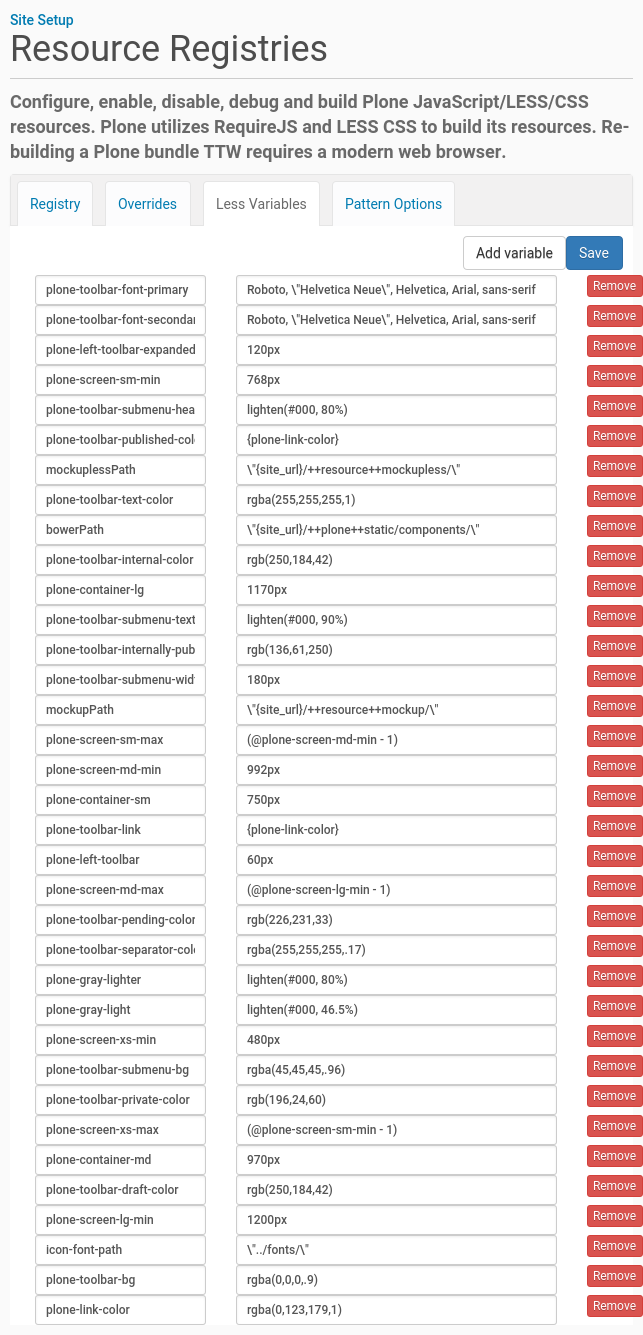 Site Setup
Resource Registries
Configure, enable, disable, debug and build Plone JavaScript/LESS/CSS
resources. Plone utilizes RequireJS and LESS CSS to build its resources. Re-
building a Plone bundle TTW requires a modern web browser.
Registry Overrides Less Variables Pattern Options
Add variable Save
plone-toolbar-font-primary Roboto, \"Helvetica Neue\", Helvetica, Arial, sans-serif Remove
plone-toolbar-font-secondar Roboto, \"Helvetica Neue\", Helvetica, Arial, sans-serif Remove
plone-left-toolbar-expanded 120px Remove
plone-screen-sm-min 768px Remove
plone-toolbar-submenu-hea lighten(#000, 80%) Remove
plone-toolbar-published-col {plone-link-color} Remove
mockuplessPath \"{site_url}/++resource++mockupless/\" Remove
plone-toolbar-text-color rgba(255,255,255,1) Remove
bowerPath \"{site_url}/++plone++static/components/\" Remove
plone-toolbar-internal-color rgb(250,184,42) Remove
plone-container-lg 1170px Remove
plone-toolbar-submenu-text lighten(#000, 90%) Remove
plone-toolbar-internally-pub rgb(136,61,250) Remove
plone-toolbar-submenu-wid 180px Remove
mockupPath \"{site_url}/++resource++mockup/\" Remove
plone-screen-sm-max (@plone-screen-md-min - 1) Remove
plone-screen-md-min 992px Remove
plone-container-sm 750px Remove
plone-toolbar-link {plone-link-color} Remove
plone-left-toolbar 60px Remove
plone-screen-md-max (@plone-screen-lg-min - 1) Remove
plone-toolbar-pending-color rgb(226,231,33) Remove
plone-toolbar-separator-col rgba(255,255,255,.17) Remove
plone-gray-lighter lighten(#000, 80%) Remove
plone-gray-light lighten(#000, 46.5%) Remove
plone-screen-xs-min 480px Remove
plone-toolbar-submenu-bg rgba(45,45,45,.96) Remove
plone-toolbar-private-color rgb(196,24,60) Remove
plone-screen-xs-max (@plone-screen-sm-min - 1) Remove
plone-container-md 970px Remove
plone-toolbar-draft-color rgb(250,184,42) Remove
plone-screen-lg-min 1200px Remove
icon-font-path \"../fonts/\" Remove
plone-toolbar-bg rgba(0,0,0,.9) Remove
plone-link-color rgba(0,123,179,1) Remove